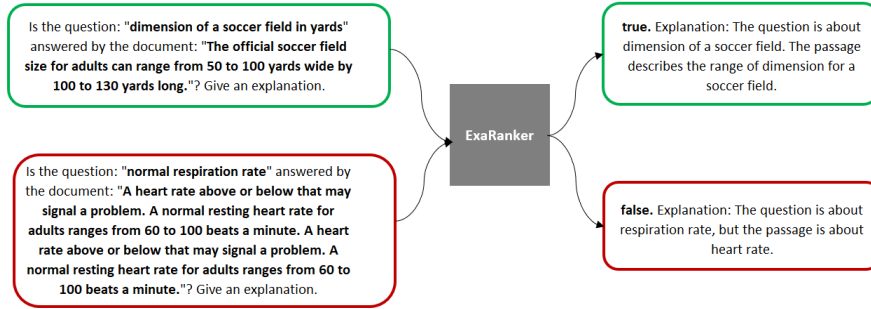 Is the question: "dimension of a soccer field in yards"
answered by the document: "The official soccer field
size for adults can range from 50 to 100 yards wide by
100 to 130 yards long."? Give an explanation.
true. Explanation: The question is about
dimension of a soccer field. The passage
describes the range of dimension for a
soccer field.
ExaRanker
Is the question: "normal respiration rate" answered by
the document: "A heart rate above or below that may
signal a problem. A normal resting heart rate for
adults ranges from 60 to 100 beats a minute. A heart
rate above or below that may signal a problem. A
normal resting heart rate for adults ranges from 60 to
100 beats a minute."? Give an explanation.
false. Explanation: The question is about
respiration rate, but the passage is about
heart rate.